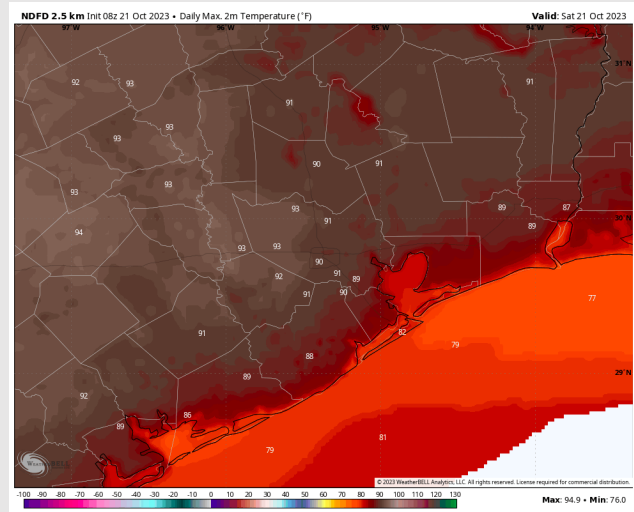 NDFD 2.5 km Init 08z 21 Oct 2023 • Daily Max. 2m Temperature (°F) Valid: Sat 21 Oct 2023
97°W 96°W 95°W 94°W
31°N
92 93 91
91
93 93
90 91
93 93
93 89 87
30°N
91 89
94
93 93
90
92 91 89
91 90
77
91 82
79
88
29°N
89
92
86
89
81
79
© 2023 WeatherBELL Analytics, LLC. All rights reserved. License required for commercial distribution.
-100 -90 -80 -70 -60 -50 -40 -30 -20 -10 0 10 20 30 40 50 60 70 80 90 100 110 120 130
Max: 94.9 • Min: 76.0